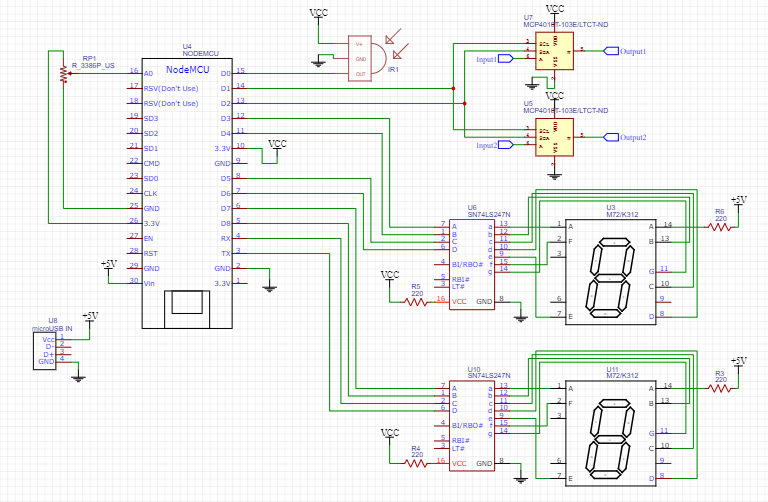 VCC
V+
GND
OUT
IR1
U4
NODEMCU
NodeMCU
RP1
R_3386P_US
16 A0 D0 15
17 RSV(Don't Use) D1 14
18 RSV(Don't Use) D2 13
19 SD3 D3 12
20 SD2 D4 11
21 SD1 3.3V 10
22 CMD GND 9
23 SD0 D5 8
24 CLK D6 7
25 GND D7 6
26 3.3V D8 5
27 EN RX 4
28 RST TX 3
29 GND GND 2
30 Vin 3.3V 1
VCC
+5V
U8
microUSB IN
+5V
Vcc 1
D- 2
D+ 3
GND 4
VCC
U7
MCP4018T-103E/LTCT-ND
Input1
Output1
VCC
U5
MCP4018T-103E/LTCT-ND
Input2
Output2
U6
SN74LS247N
7 A a 13
1 B b 12
2 C c 11
6 D d 10
e 9
4 BI/RBO# f 15
g 14
5 RBI#
3 LT#
16 VCC GND 8
VCC
R5
220
U3
M72/K312
1 A A 14
2 F B 13
3
G 11
C 10
6 9
7 E D 8
R6
220
+5V
U10
SN74LS247N
7 A a 13
1 B b 12
2 C c 11
6 D d 10
e 9
4 BI/RBO# f 15
g 14
5 RBI#
3 LT#
16 VCC GND 8
VCC
R4
220
U11
M72/K312
1 A A 14
2 F B 13
3
G 11
C 10
6 9
7 E D 8
R3
220
+5V